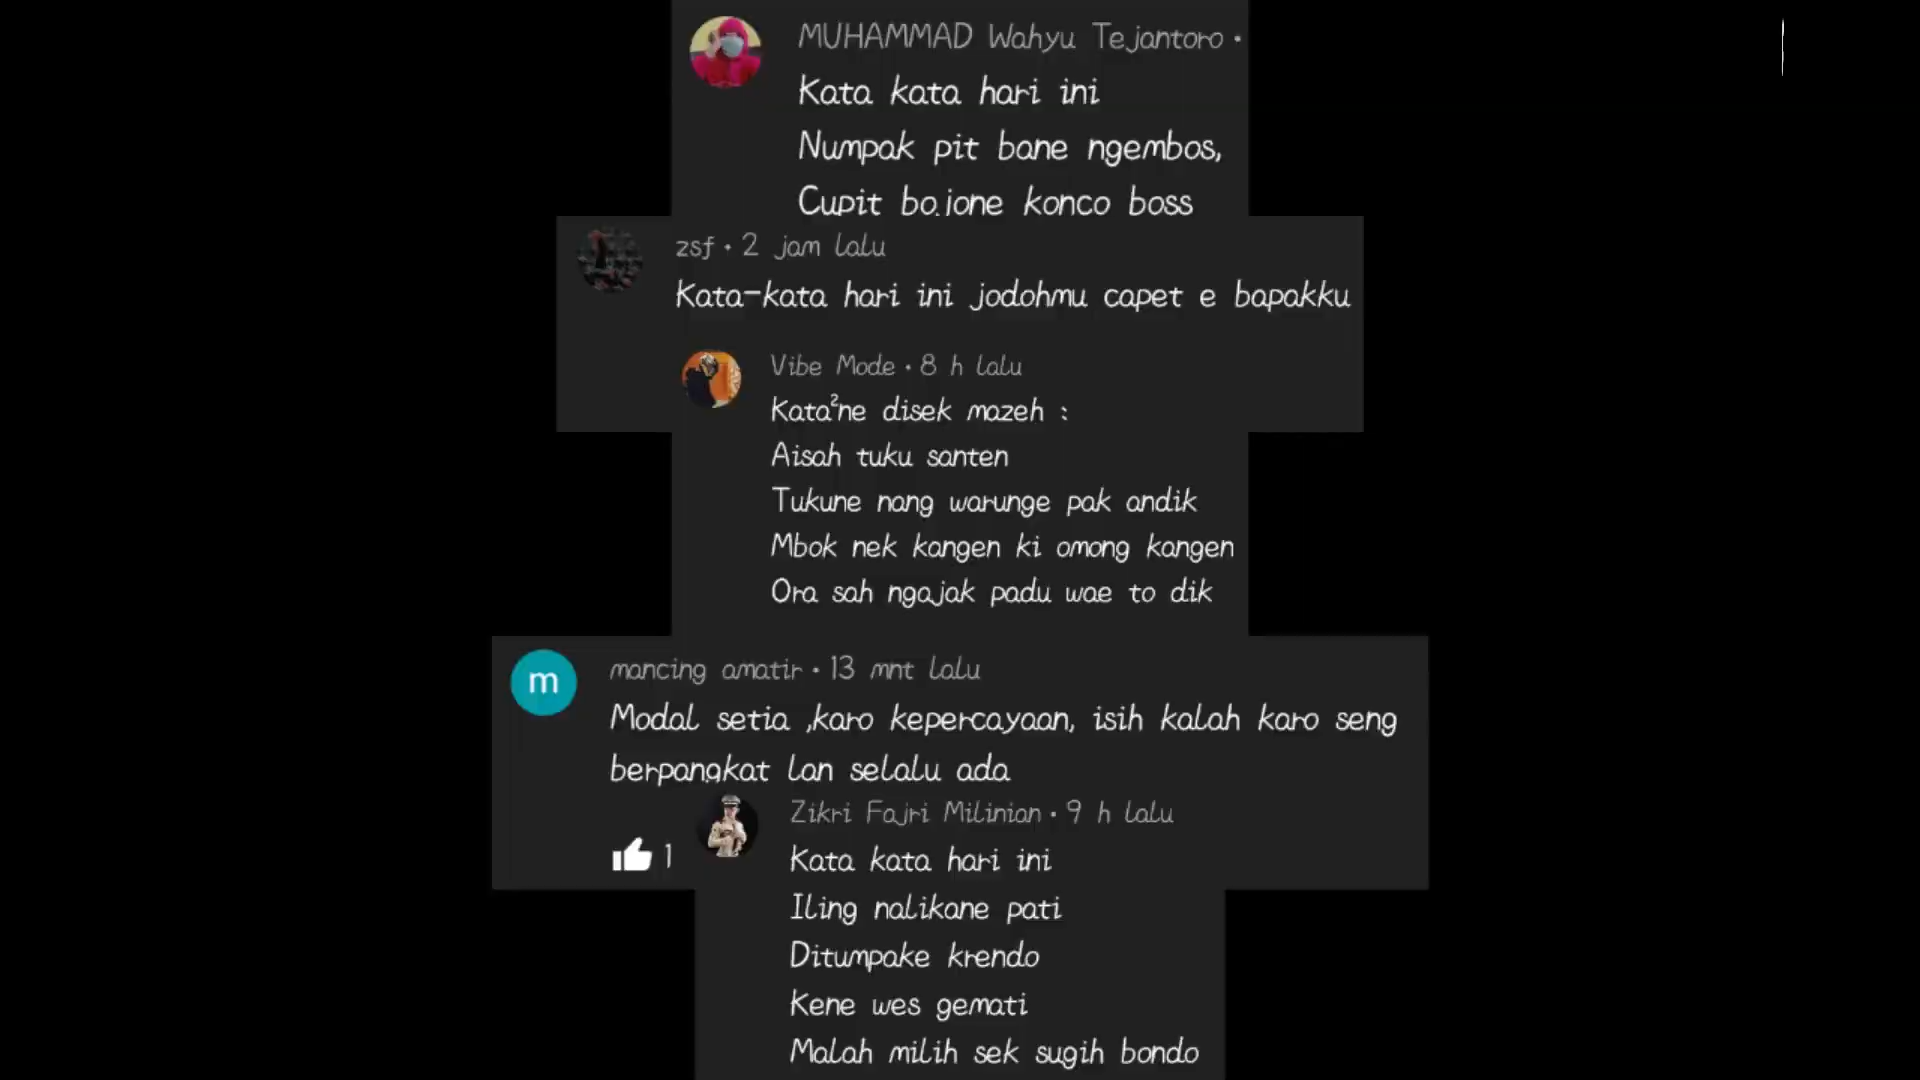 MUHAMMAD Wahyu Tejantoro •
Kata kata hari ini
Numpak pit bane ngembos,
Cupit bojone konco boss
zsf • 2 jam lalu
Kata-kata hari ini jodohmu capet e bapakku
Vibe Mode • 8 h lalu
Kata²ne disek mazeh :
Aisah tuku santen
Tukune nang warunge pak andik
Mbok nek kangen ki omong kangen
Ora sah ngajak padu wae to dik
m
mancing amatir • 13 mnt lalu
Modal setia ,karo kepercayaan, isih kalah karo seng
berpangkat lan selalu ada
1
Zikri Fajri Milinian • 9 h lalu
Kata kata hari ini
Iling nalikane pati
Ditumpake krendo
Kene wes gemati
Malah milih sek sugih bondo